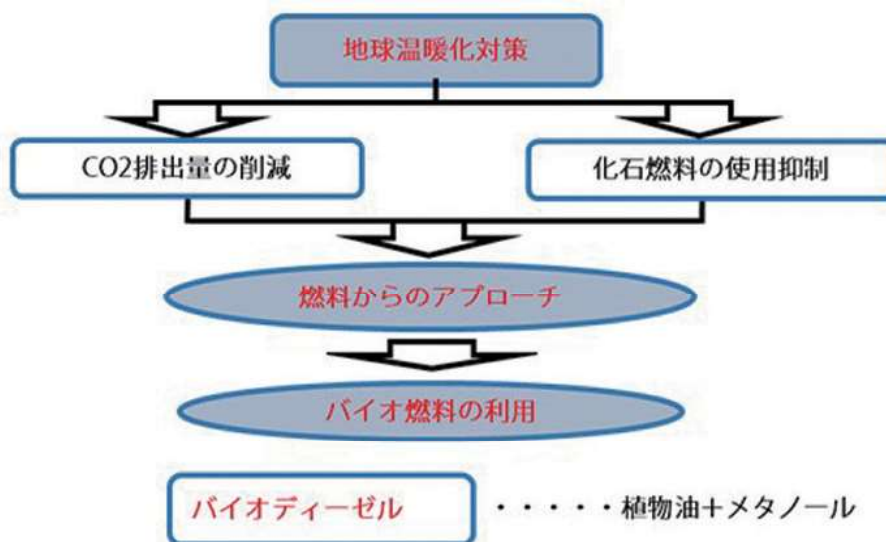 地球温暖化対策
CO2排出量の削減
化石燃料の使用抑制
燃料からのアプローチ
バイオ燃料の利用
バイオディーゼル ・・・・・植物油＋メタノール